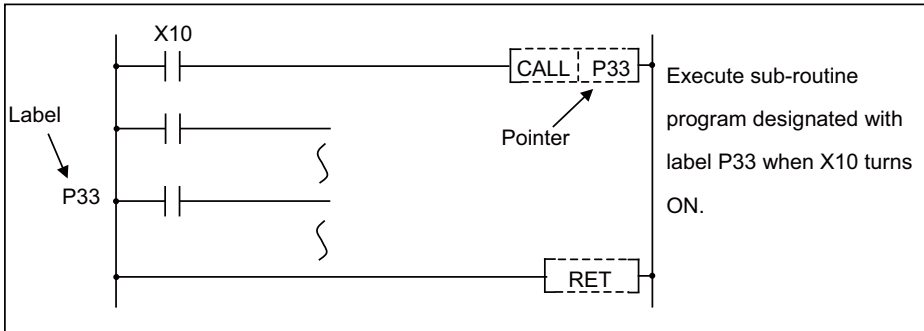 X10
CALL P33
Execute sub-routine
program designated with
label P33 when X10 turns
ON.
Label
Pointer
P33
RET